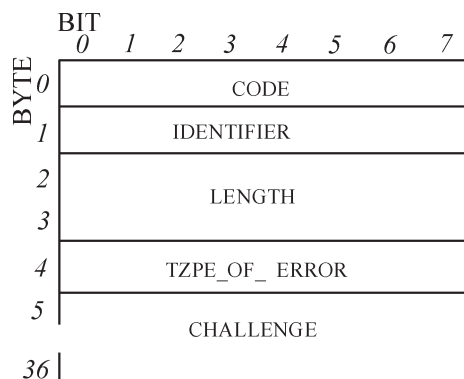 BIT
0 1 2 3 4 5 6 7
BYTE
0 CODE
1 IDENTIFIER
2
LENGTH
3
4 TZPE_OF_ ERROR
5
CHALLENGE
36